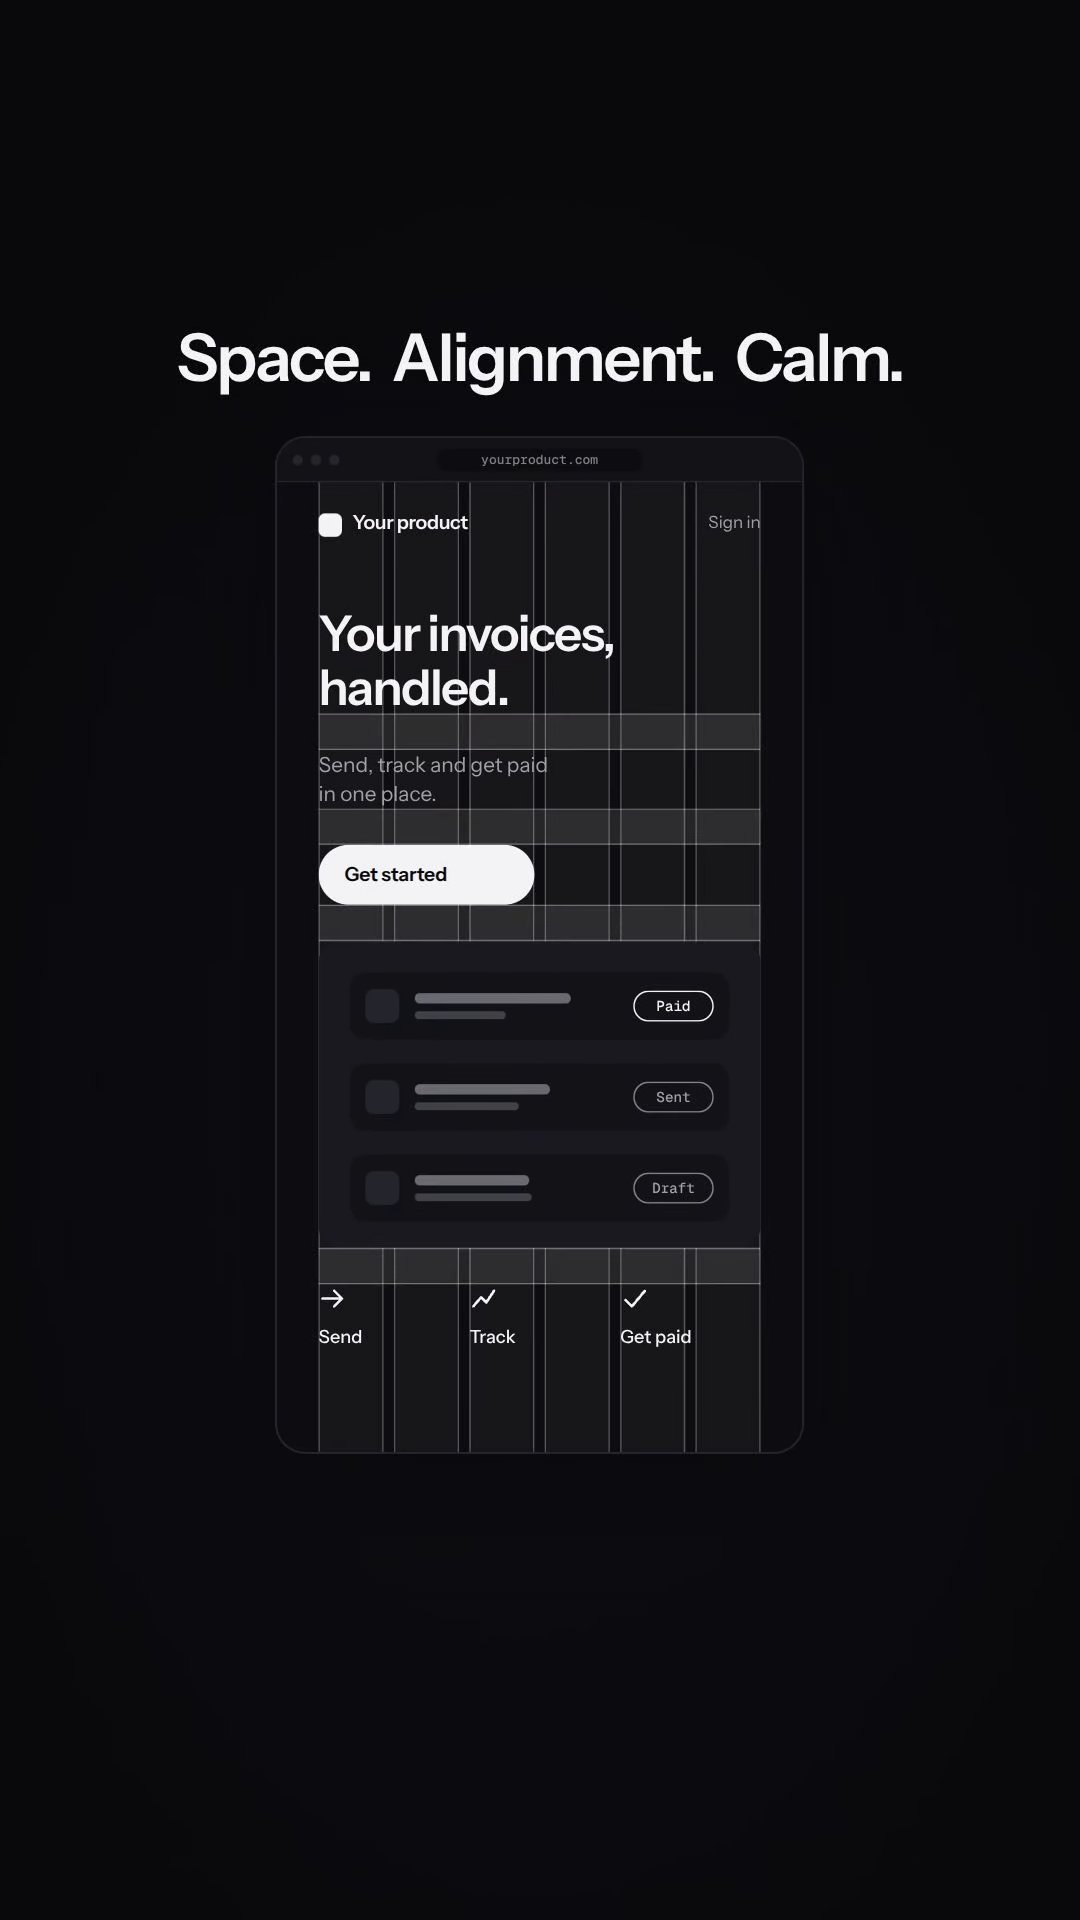 Space. Alignment. Calm.
yourproduct.com
Your product
Sign in
Your invoices,
handled.
Send, track and get paid
in one place.
Get started
Paid
Sent
Draft
Send
Track
Get paid